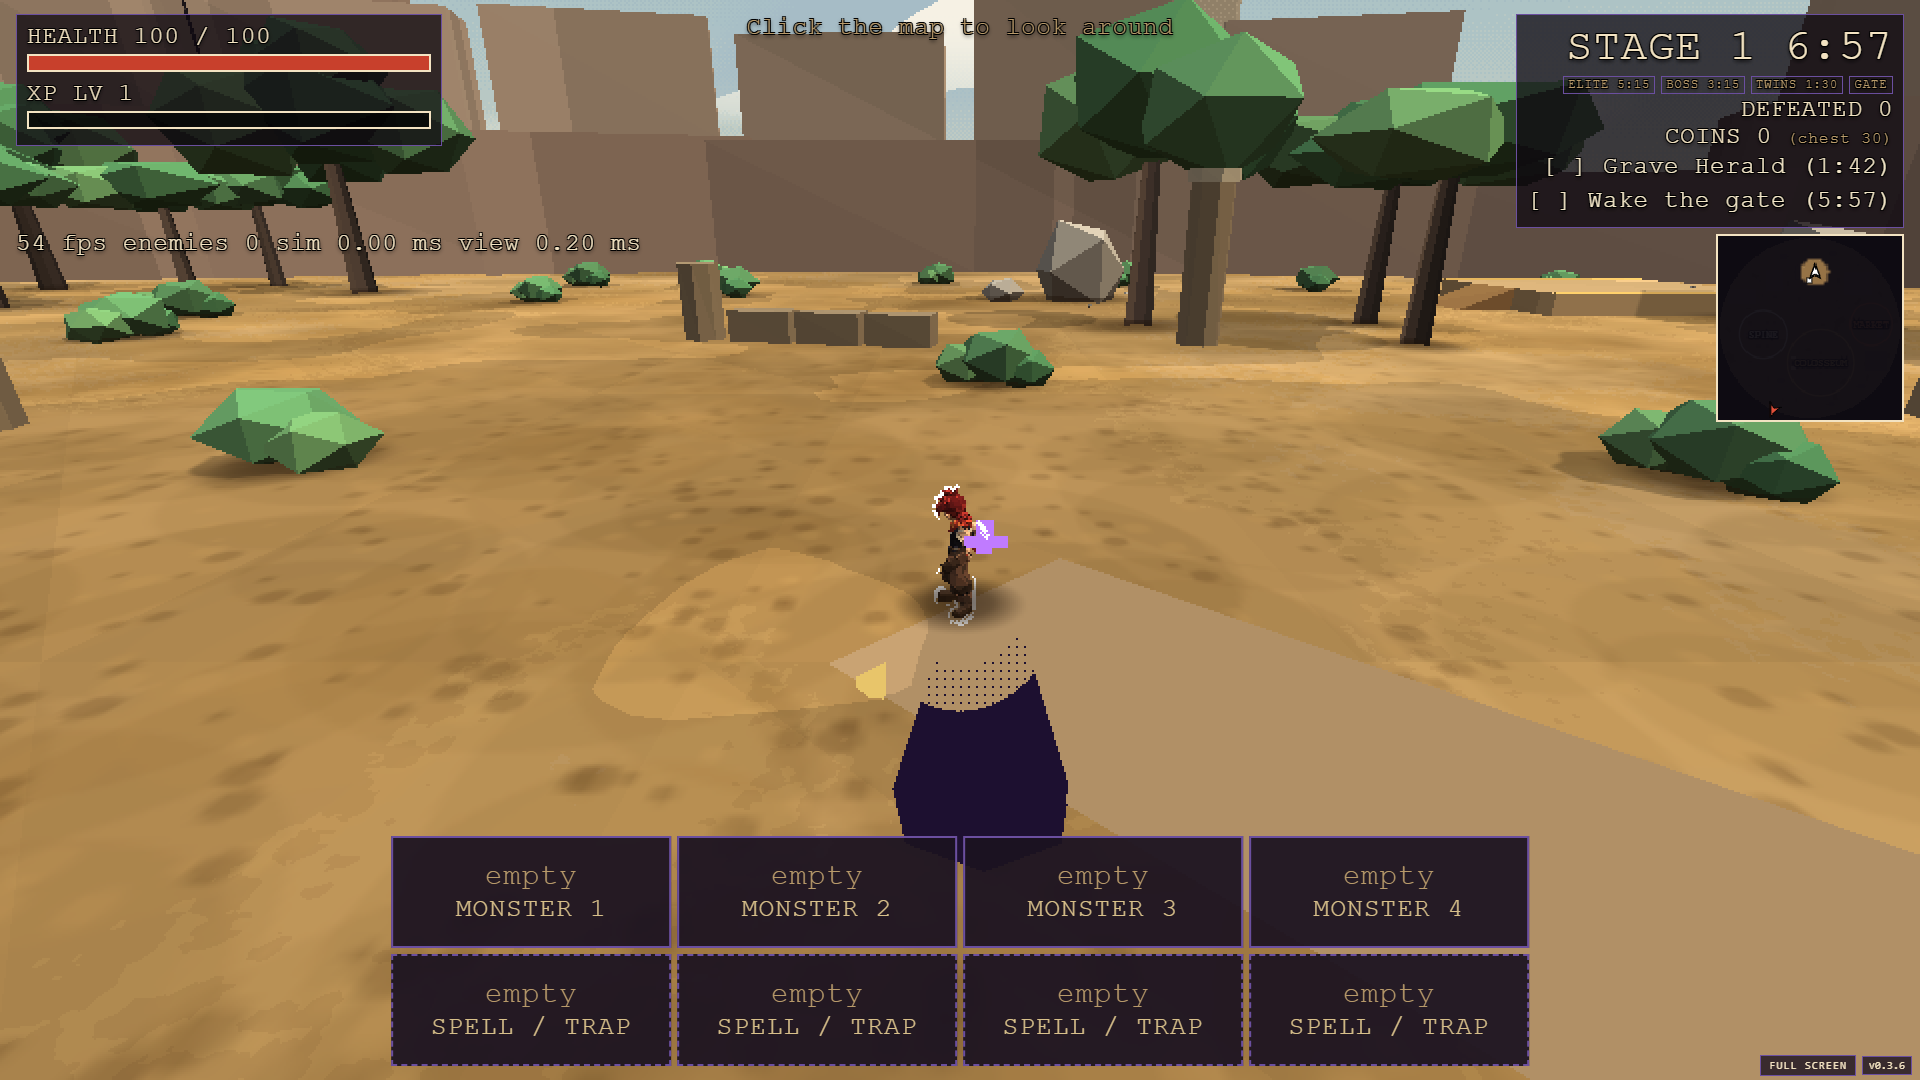 HEALTH 100 / 100
XP LV 1
Click the map to look around
STAGE 1 6:57
ELITE 5:15 BOSS 3:15 TWINS 1:30 GATE
DEFEATED 0
COINS 0 (chest 30)
[ ] Grave Herald (1:42)
[ ] Wake the gate (5:57)
54 fps enemies 0 sim 0.00 ms view 0.20 ms
empty
MONSTER 1
empty
MONSTER 2
empty
MONSTER 3
empty
MONSTER 4
empty
SPELL / TRAP
empty
SPELL / TRAP
empty
SPELL / TRAP
empty
SPELL / TRAP
FULL SCREEN
v0.3.6